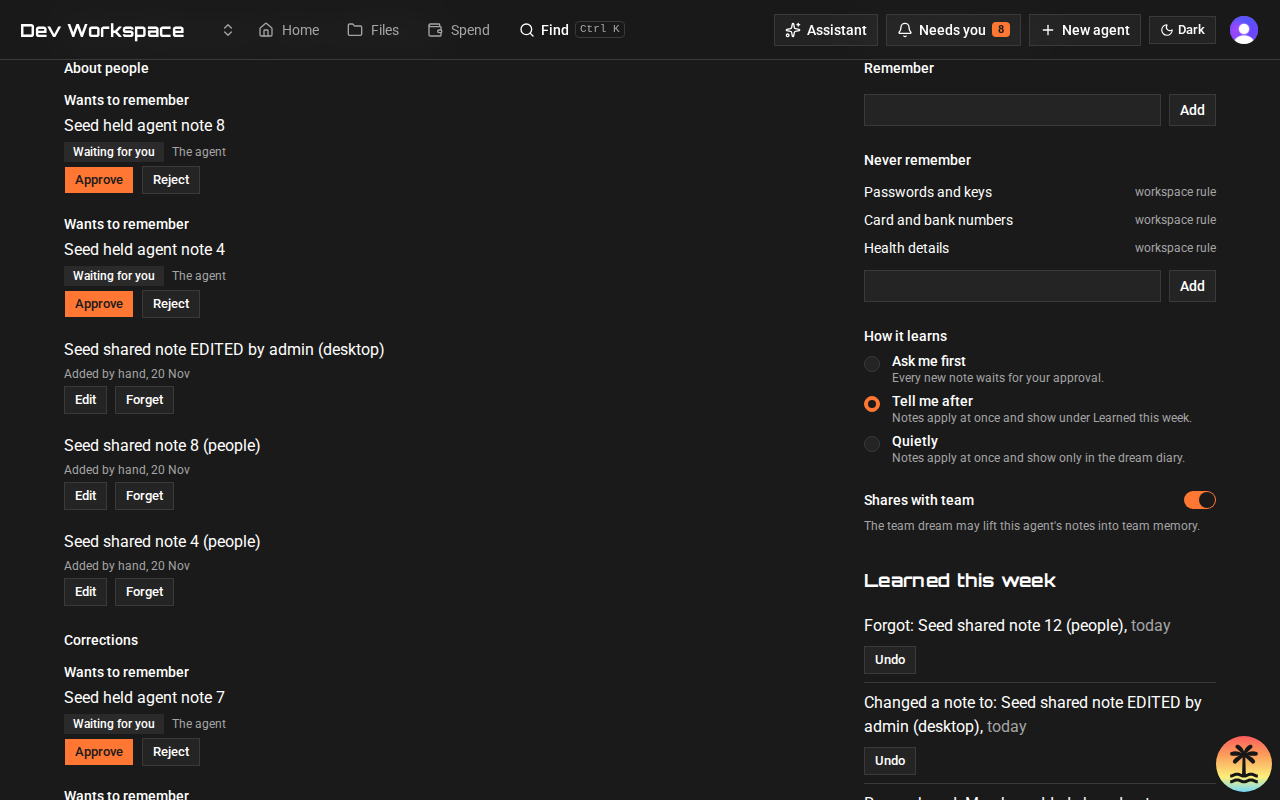 Dev Workspace
Home
Files
Spend
Find
Ctrl K
Assistant
Needs you 8
New agent
Dark
About people
Wants to remember
Seed held agent note 8
Waiting for you
The agent
Approve
Reject
Wants to remember
Seed held agent note 4
Waiting for you
The agent
Approve
Reject
Seed shared note EDITED by admin (desktop)
Added by hand, 20 Nov
Edit
Forget
Seed shared note 8 (people)
Added by hand, 20 Nov
Edit
Forget
Seed shared note 4 (people)
Added by hand, 20 Nov
Edit
Forget
Corrections
Wants to remember
Seed held agent note 7
Waiting for you
The agent
Approve
Reject
Wants to remember
Remember
Add
Never remember
Passwords and keys
workspace rule
Card and bank numbers
workspace rule
Health details
workspace rule
Add
How it learns
Ask me first
Every new note waits for your approval.
Tell me after
Notes apply at once and show under Learned this week.
Quietly
Notes apply at once and show only in the dream diary.
Shares with team
The team dream may lift this agent's notes into team memory.
Learned this week
Forgot: Seed shared note 12 (people), today
Undo
Changed a note to: Seed shared note EDITED by
admin (desktop), today
Undo